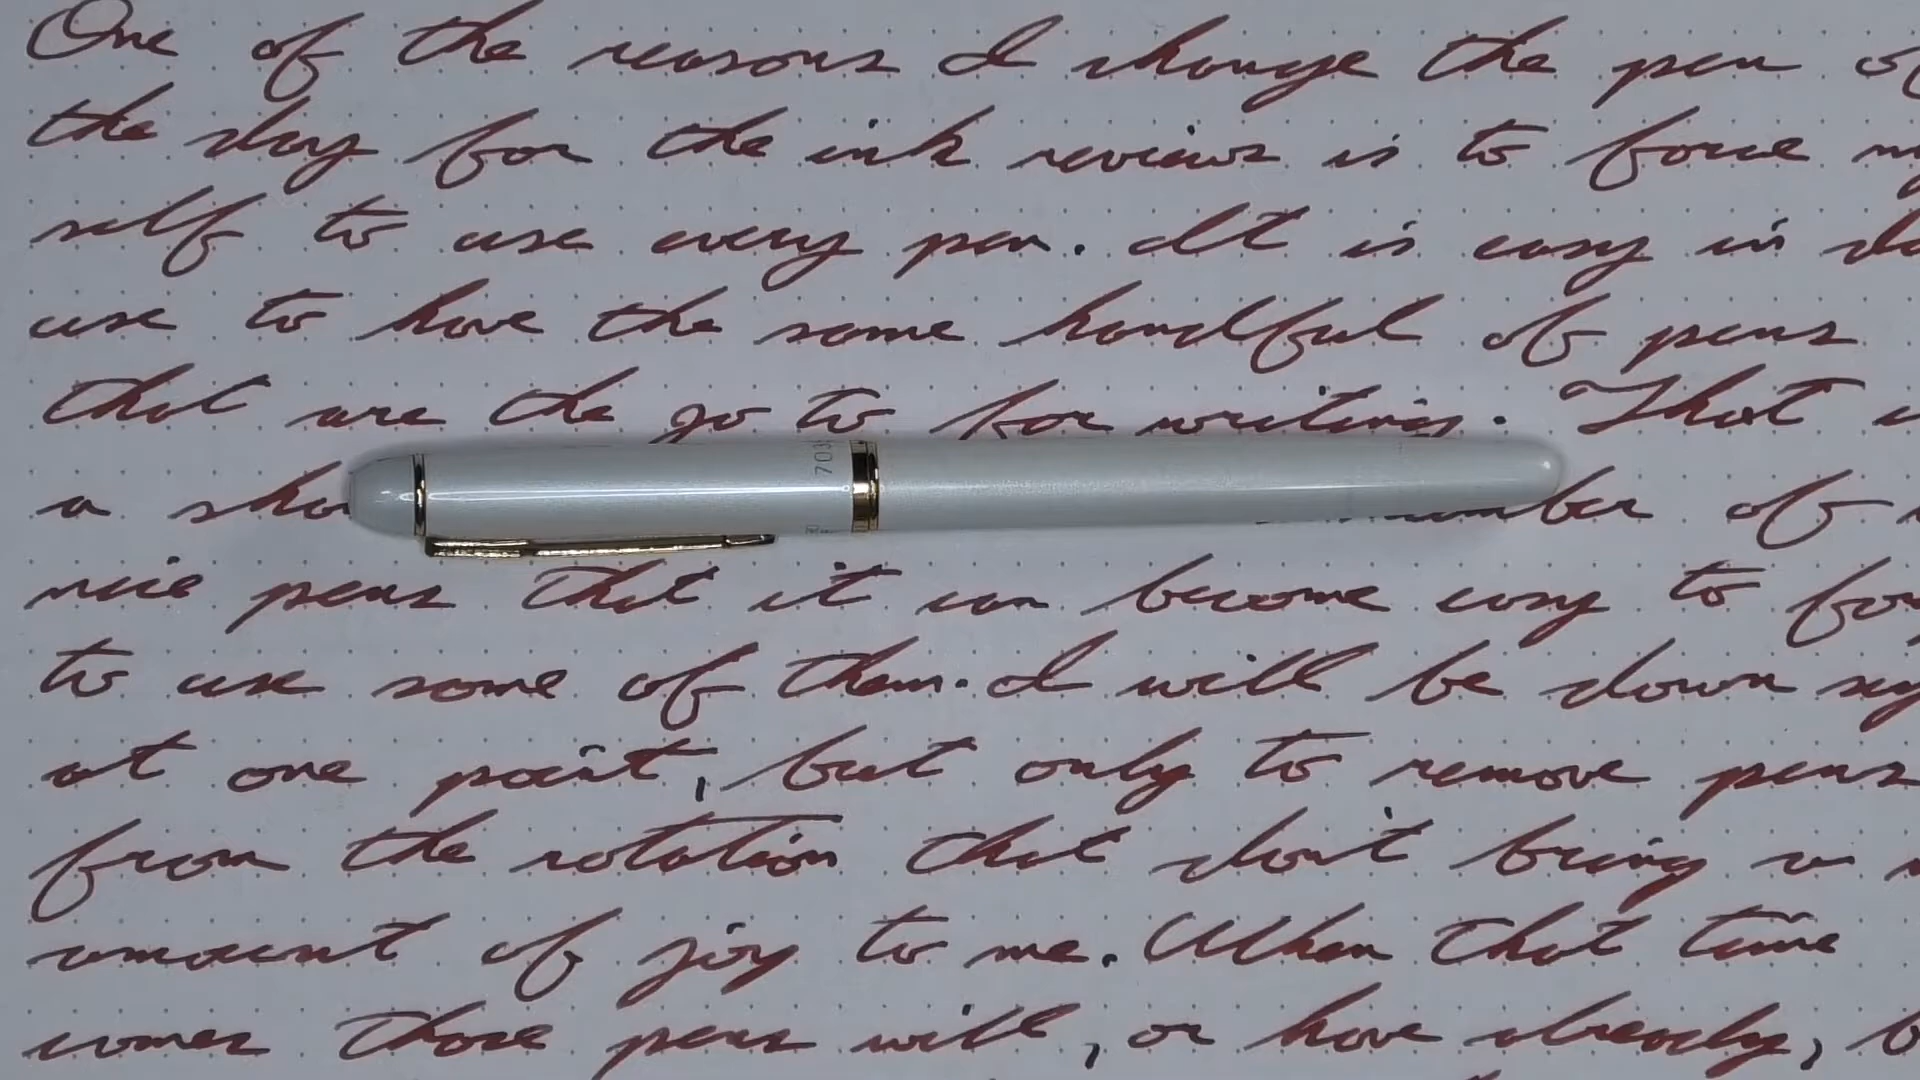 One of the reasons I change the pen of
the day for the ink reviews is to force my
self to use every pen. It is easy in
use to have the same handful of pens
that are the go to for writing. That
a of
nice pens that it can become easy to
to use some of them. I will be down
at one point, but only to remove pens
from the rotation that don't bring a
amount of joy to me. When that time
comes those pens will, or have already,
703